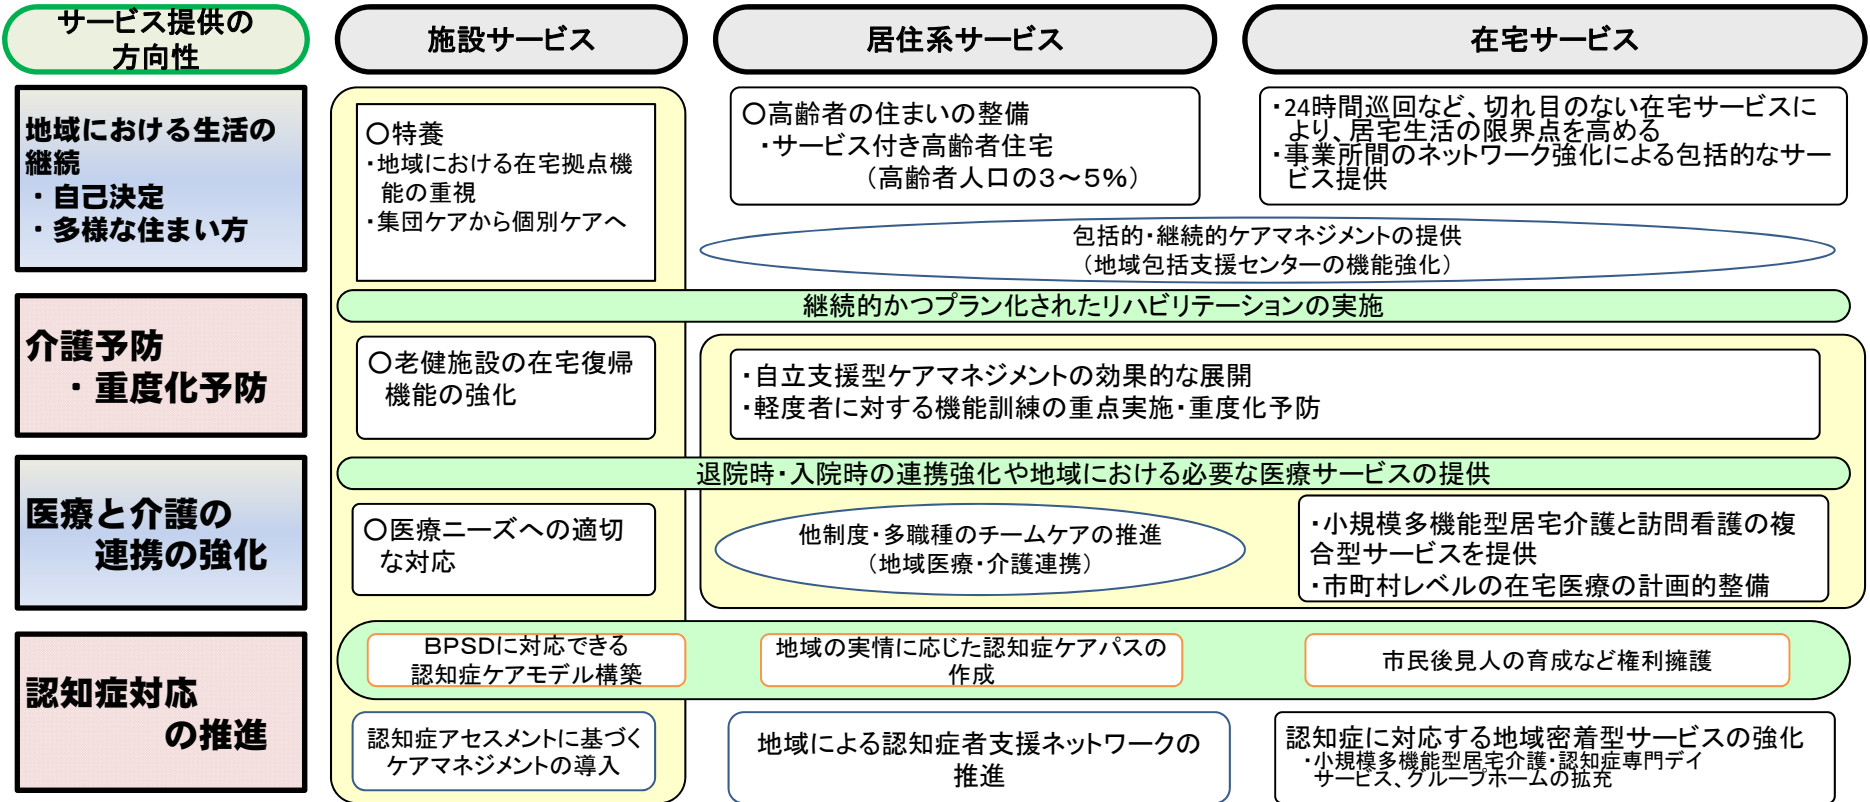 サービス提供の
方向性
施設サービス
居住系サービス
在宅サービス
地域における生活の
継続
・自己決定
・多様な住まい方
○特養
・地域における在宅拠点機
能の重視
・集団ケアから個別ケアへ
○高齢者の住まいの整備
・サービス付き高齢者住宅
（高齢者人口の３～５％）
・24時間巡回など、切れ目のない在宅サービスに
より、居宅生活の限界点を高める
・事業所間のネットワーク強化による包括的なサー
ビス提供
包括的・継続的ケアマネジメントの提供
（地域包括支援センターの機能強化）
継続的かつプラン化されたリハビリテーションの実施
介護予防
・重度化予防
○老健施設の在宅復帰
機能の強化
・自立支援型ケアマネジメントの効果的な展開
・軽度者に対する機能訓練の重点実施・重度化予防
退院時・入院時の連携強化や地域における必要な医療サービスの提供
医療と介護の
連携の強化
○医療ニーズへの適切
な対応
他制度・多職種のチームケアの推進
（地域医療・介護連携）
・小規模多機能型居宅介護と訪問看護の複
合型サービスを提供
・市町村レベルの在宅医療の計画的整備
認知症対応
の推進
ＢＰＳＤに対応できる
認知症ケアモデル構築
地域の実情に応じた認知症ケアパスの
作成
市民後見人の育成など権利擁護
認知症アセスメントに基づく
ケアマネジメントの導入
地域による認知症者支援ネットワークの
推進
認知症に対応する地域密着型サービスの強化
・小規模多機能型居宅介護・認知症専門デイ
サービス、グループホームの拡充